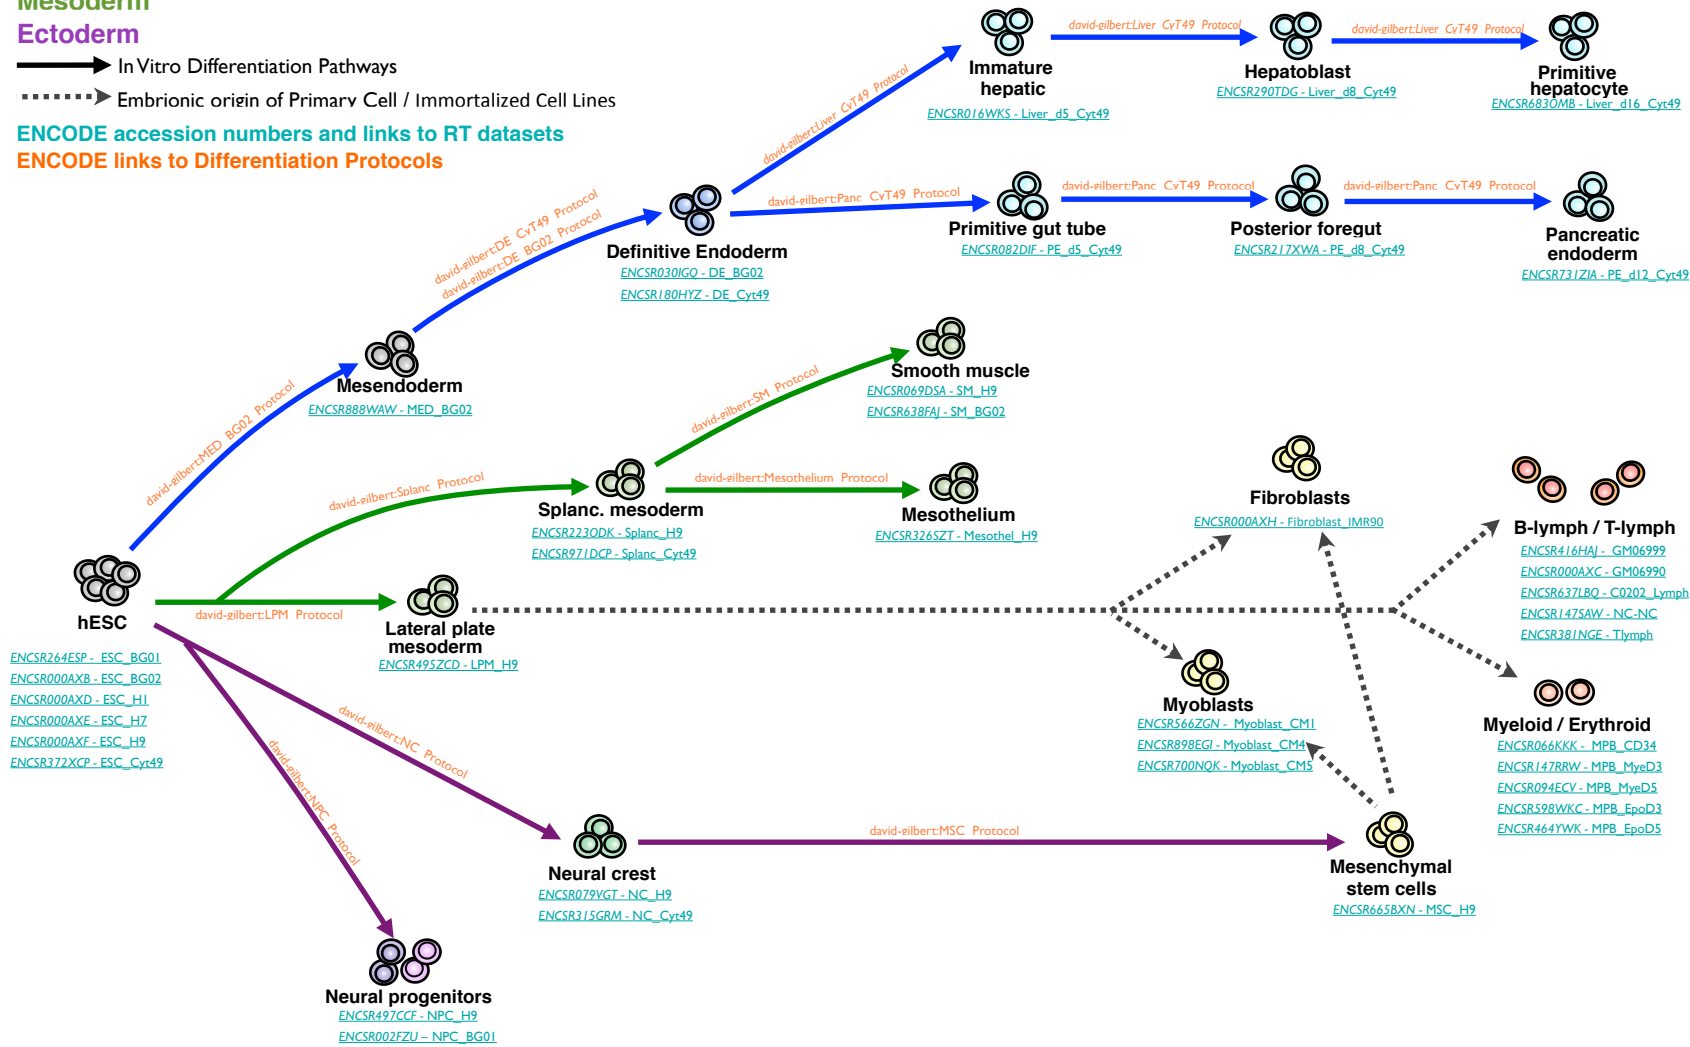 Mesoderm
Ectoderm
In Vitro Differentiation Pathways
Embrionic origin of Primary Cell / Immortalized Cell Lines
ENCODE accession numbers and links to RT datasets
ENCODE links to Differentiation Protocols
david-gilbert:Liver CyT49 Protocol
Immature
hepatic
ENCSR016WKS - Liver_d5_Cyt49
david-gilbert:Liver CyT49 Protocol
Hepatoblast
ENCSR290TDG - Liver_d8_Cyt49
david-gilbert:Liver CyT49 Protocol
Primitive
hepatocyte
ENCSR683OMB - Liver_d16_Cyt49
david-gilbert:DE CyT49 Protocol
david-gilbert:DE BG02 Protocol
Definitive Endoderm
ENCSR030IGQ - DE_BG02
ENCSR180HYZ - DE_Cyt49
david-gilbert:Panc CyT49 Protocol
Primitive gut tube
ENCSR082DIF - PE_d5_Cyt49
david-gilbert:Panc CyT49 Protocol
Posterior foregut
ENCSR217XWA - PE_d8_Cyt49
david-gilbert:Panc CyT49 Protocol
Pancreatic
endoderm
ENCSR731ZIA - PE_d12_Cyt49
david-gilbert:MED BG02 Protocol
Mesendoderm
ENCSR888WAW - MED_BG02
david-gilbert:SM Protocol
Smooth muscle
ENCSR069DSA - SM_H9
ENCSR638FAJ - SM_BG02
david-gilbert:Splanc Protocol
Splanc. mesoderm
ENCSR223ODK - Splanc_H9
ENCSR971DCP - Splanc_Cyt49
david-gilbert:Mesothelium Protocol
Mesothelium
ENCSR326SZT - Mesothel_H9
Fibroblasts
ENCSR000AXH - Fibroblast_IMR90
B-lymph / T-lymph
ENCSR416HAJ - GM06999
ENCSR000AXC - GM06990
ENCSR637LBQ - C0202_Lymph
ENCSR147SAW - NC-NC
ENCSR381NGE - Tlymph
hESC
ENCSR264ESP - ESC_BG01
ENCSR000AXB - ESC_BG02
ENCSR000AXD - ESC_H1
ENCSR000AXE - ESC_H7
ENCSR000AXF - ESC_H9
ENCSR372XCP - ESC_Cyt49
david-gilbert:LPM Protocol
Lateral plate
mesoderm
ENCSR495ZCD - LPM_H9
Myoblasts
ENCSR566ZGN - Myoblast_CM1
ENCSR898EGI - Myoblast_CM4
ENCSR700NQK - Myoblast_CM5
Myeloid / Erythroid
ENCSR066KKK - MPB_CD34
ENCSR147RRW - MPB_MyeD3
ENCSR094ECV - MPB_MyeD5
ENCSR598WKC - MPB_EpoD3
ENCSR464YWK - MPB_EpoD5
david-gilbert:NC Protocol
Neural crest
ENCSR079VGT - NC_H9
ENCSR315GRM - NC_Cyt49
david-gilbert:MSC Protocol
Mesenchymal
stem cells
ENCSR665BXN - MSC_H9
david-gilbert:NPC Protocol
Neural progenitors
ENCSR497CCF - NPC_H9
ENCSR002FZU – NPC_BG01